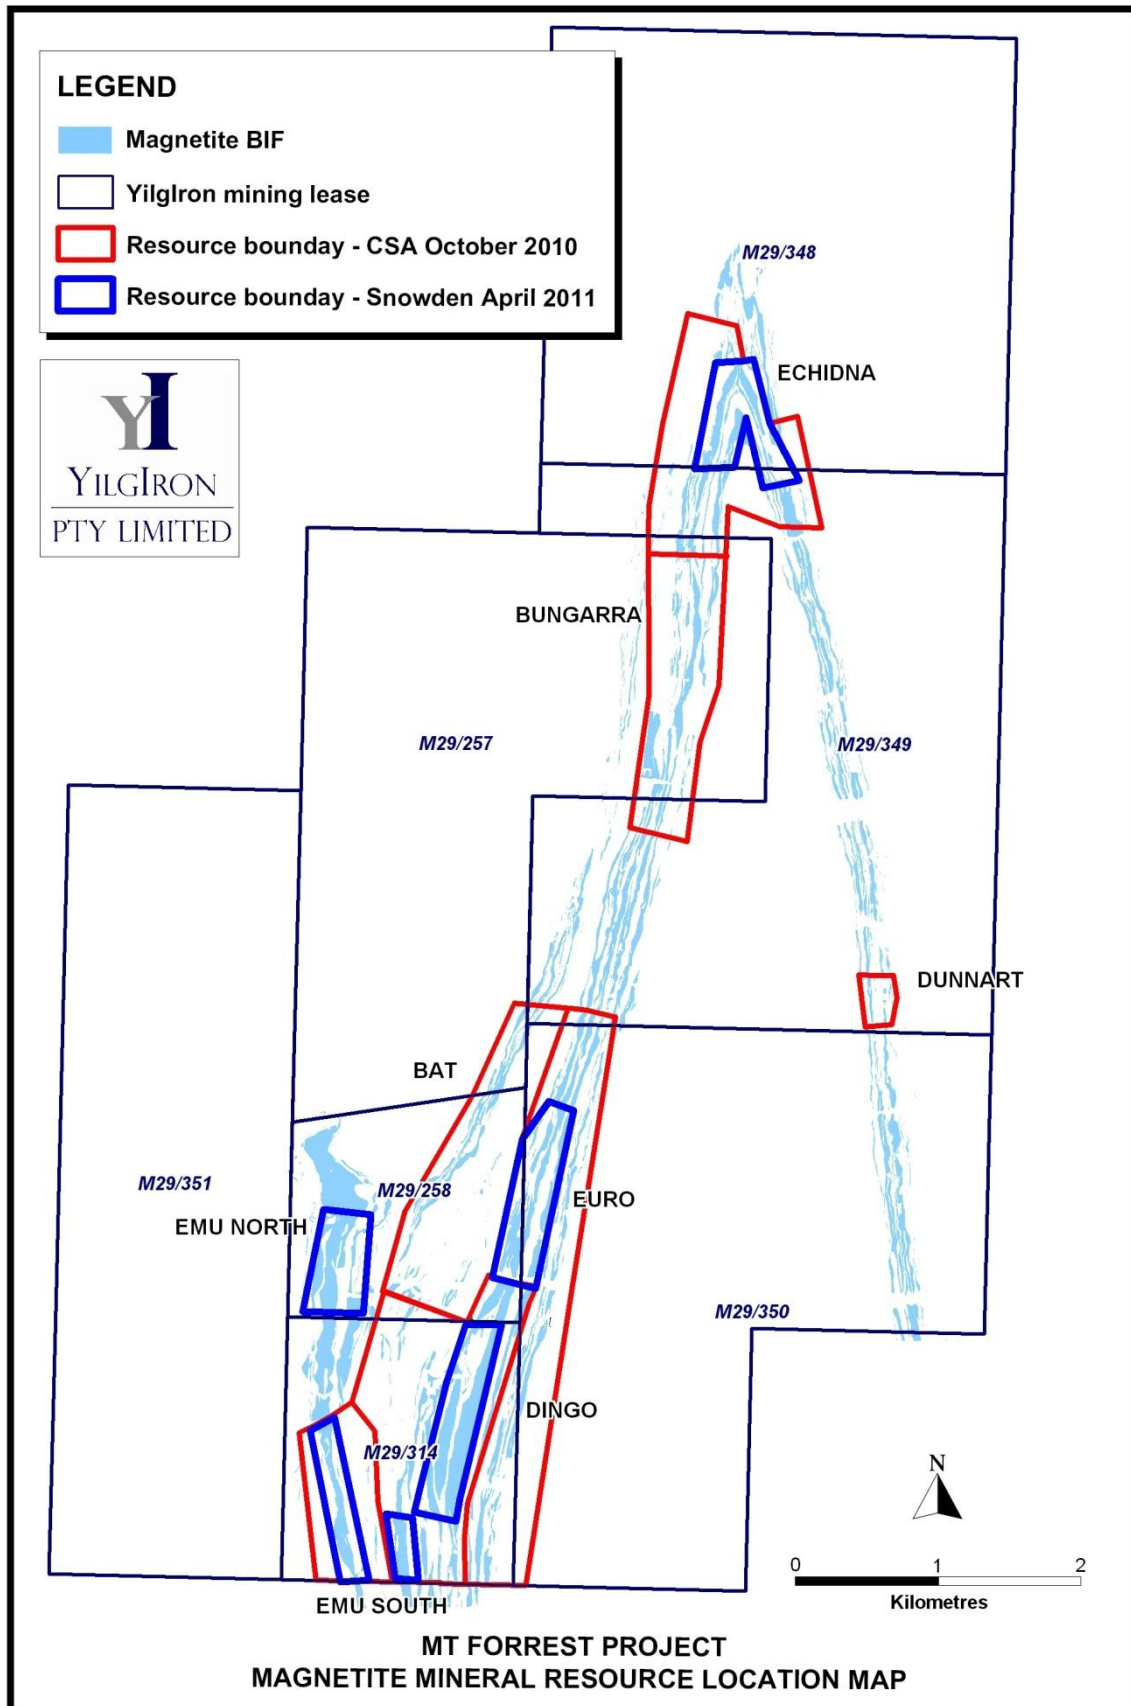 LEGEND
Magnetite BIF
YilgIron mining lease
Resource bounday - CSA October 2010
Resource bounday - Snowden April 2011
YI
YILGIRON
PTY LIMITED
M29/348
ECHIDNA
BUNGARRA
M29/257
M29/349
DUNNART
BAT
M29/351
M29/258
EMU NORTH
EURO
M29/350
DINGO
M29/314
N
0 1 2
Kilometres
EMU SOUTH
MT FORREST PROJECT
MAGNETITE MINERAL RESOURCE LOCATION MAP